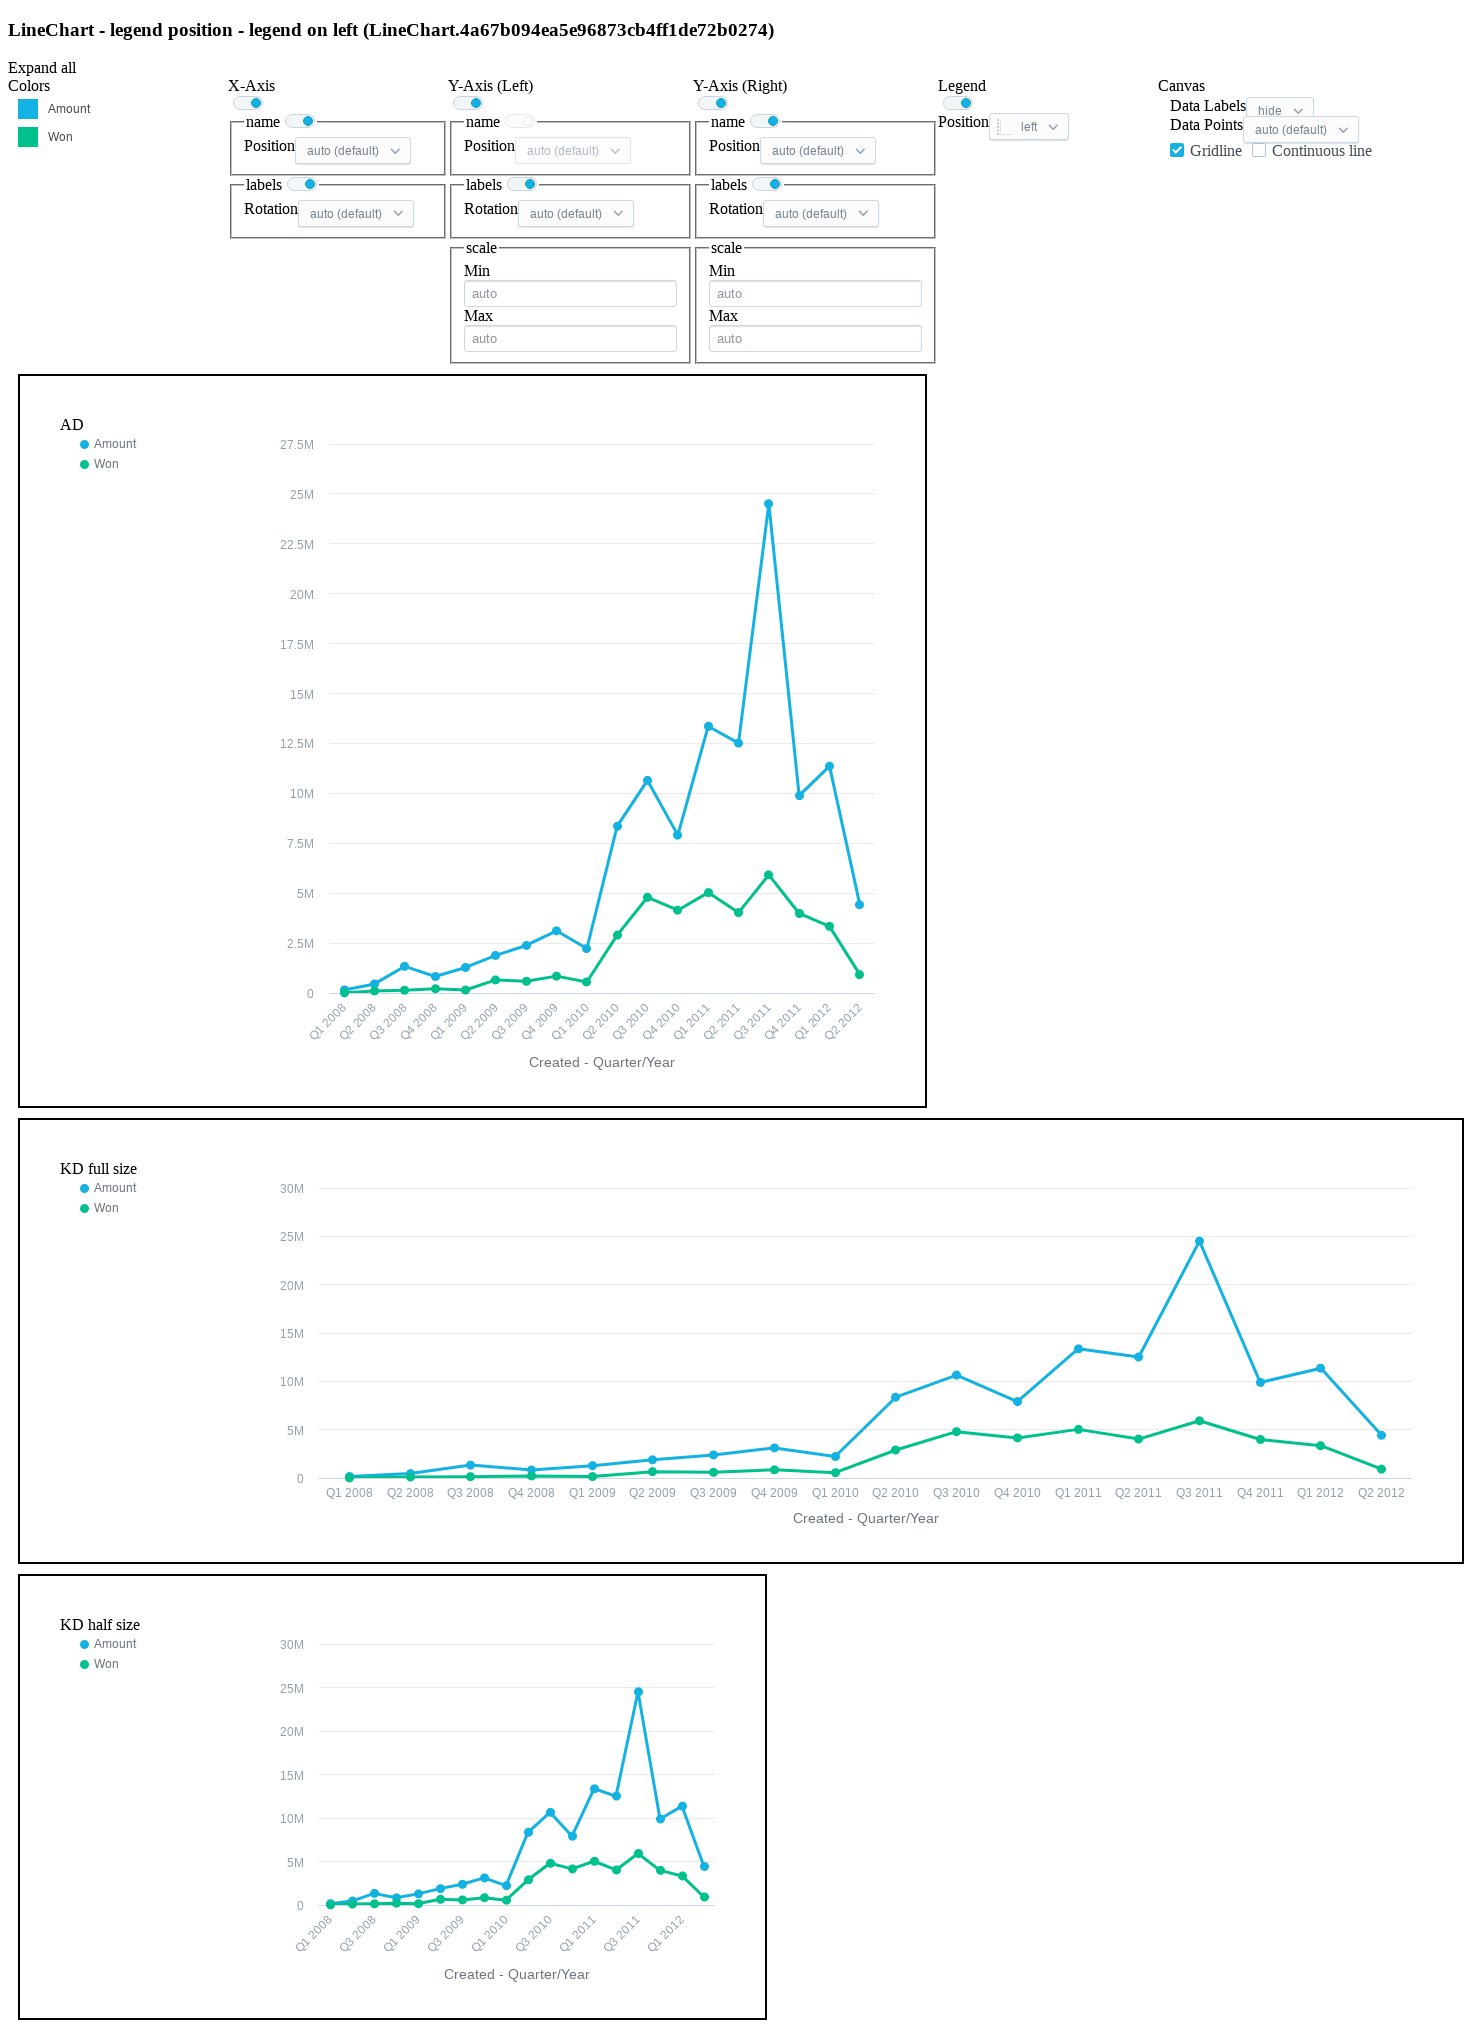 LineChart - legend position - legend on left (LineChart.4a67b094ea5e96873cb4ff1de72b0274)
Expand all
Colors
Amount
Won
X-Axis
name
Position auto (default)
labels
Rotation auto (default)
Y-Axis (Left)
name
Position auto (default)
labels
Rotation auto (default)
scale
Min
auto
Max
auto
Y-Axis (Right)
name
Position auto (default)
labels
Rotation auto (default)
scale
Min
auto
Max
auto
Legend
Position left
Canvas
Data Labels hide
Data Points auto (default)
Gridline Continuous line
AD
Amount
Won
27.5M
25M
22.5M
20M
17.5M
15M
12.5M
10M
7.5M
5M
2.5M
0
Q1 2008 Q2 2008 Q3 2008 Q4 2008 Q1 2009 Q2 2009 Q3 2009 Q4 2009 Q1 2010 Q2 2010 Q3 2010 Q4 2010 Q1 2011 Q2 2011 Q3 2011 Q4 2011 Q1 2012 Q2 2012
Created - Quarter/Year
KD full size
Amount
Won
30M
25M
20M
15M
10M
5M
0
Q1 2008 Q2 2008 Q3 2008 Q4 2008 Q1 2009 Q2 2009 Q3 2009 Q4 2009 Q1 2010 Q2 2010 Q3 2010 Q4 2010 Q1 2011 Q2 2011 Q3 2011 Q4 2011 Q1 2012 Q2 2012
Created - Quarter/Year
KD half size
Amount
Won
30M
25M
20M
15M
10M
5M
0
Q1 2008 Q3 2008 Q1 2009 Q3 2009 Q1 2010 Q3 2010 Q1 2011 Q3 2011 Q1 2012
Created - Quarter/Year